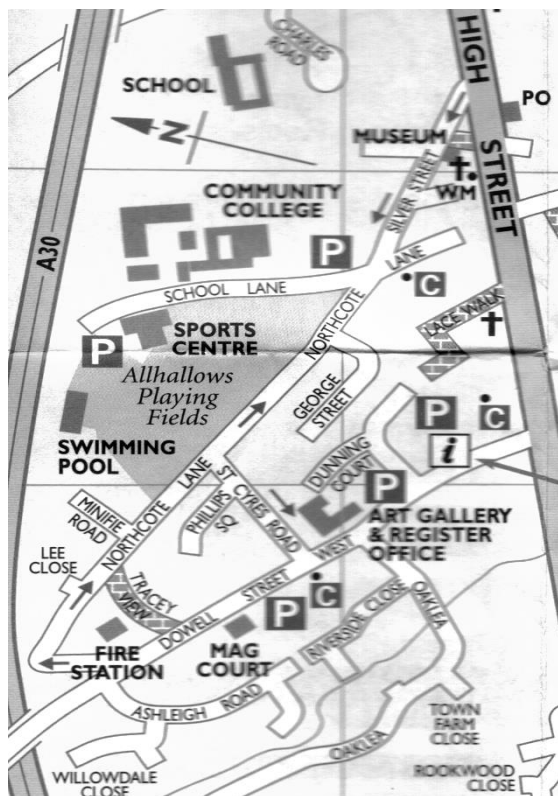 CHARLES
ROAD
SCHOOL
HIGH
STREET
PO
N
MUSEUM
WM
SILVER STREET
COMMUNITY
COLLEGE
A30
P
LANE
C
SCHOOL LANE
LACE WALK
SPORTS
CENTRE
P
NORTHCOTE
Allhallows
Playing
Fields
GEORGE
STREET
SWIMMING
POOL
P
C
i
DUNNING
COURT
P
MINIFIE
ROAD
NORTHCOTE LANE
ST CYRES ROAD
PHILLIPS
SQ
ART GALLERY
& REGISTER
OFFICE
LEE
CLOSE
TRACEY
VIEW
DOWELL STREET WEST
P
C
OAKLEA
FIRE
STATION
MAG
COURT
RIVERSIDE CLOSE
ASHLEIGH ROAD
TOWN
FARM
CLOSE
OAKLEA
WILLOWDALE
CLOSE
ROOKWOOD
CLOSE